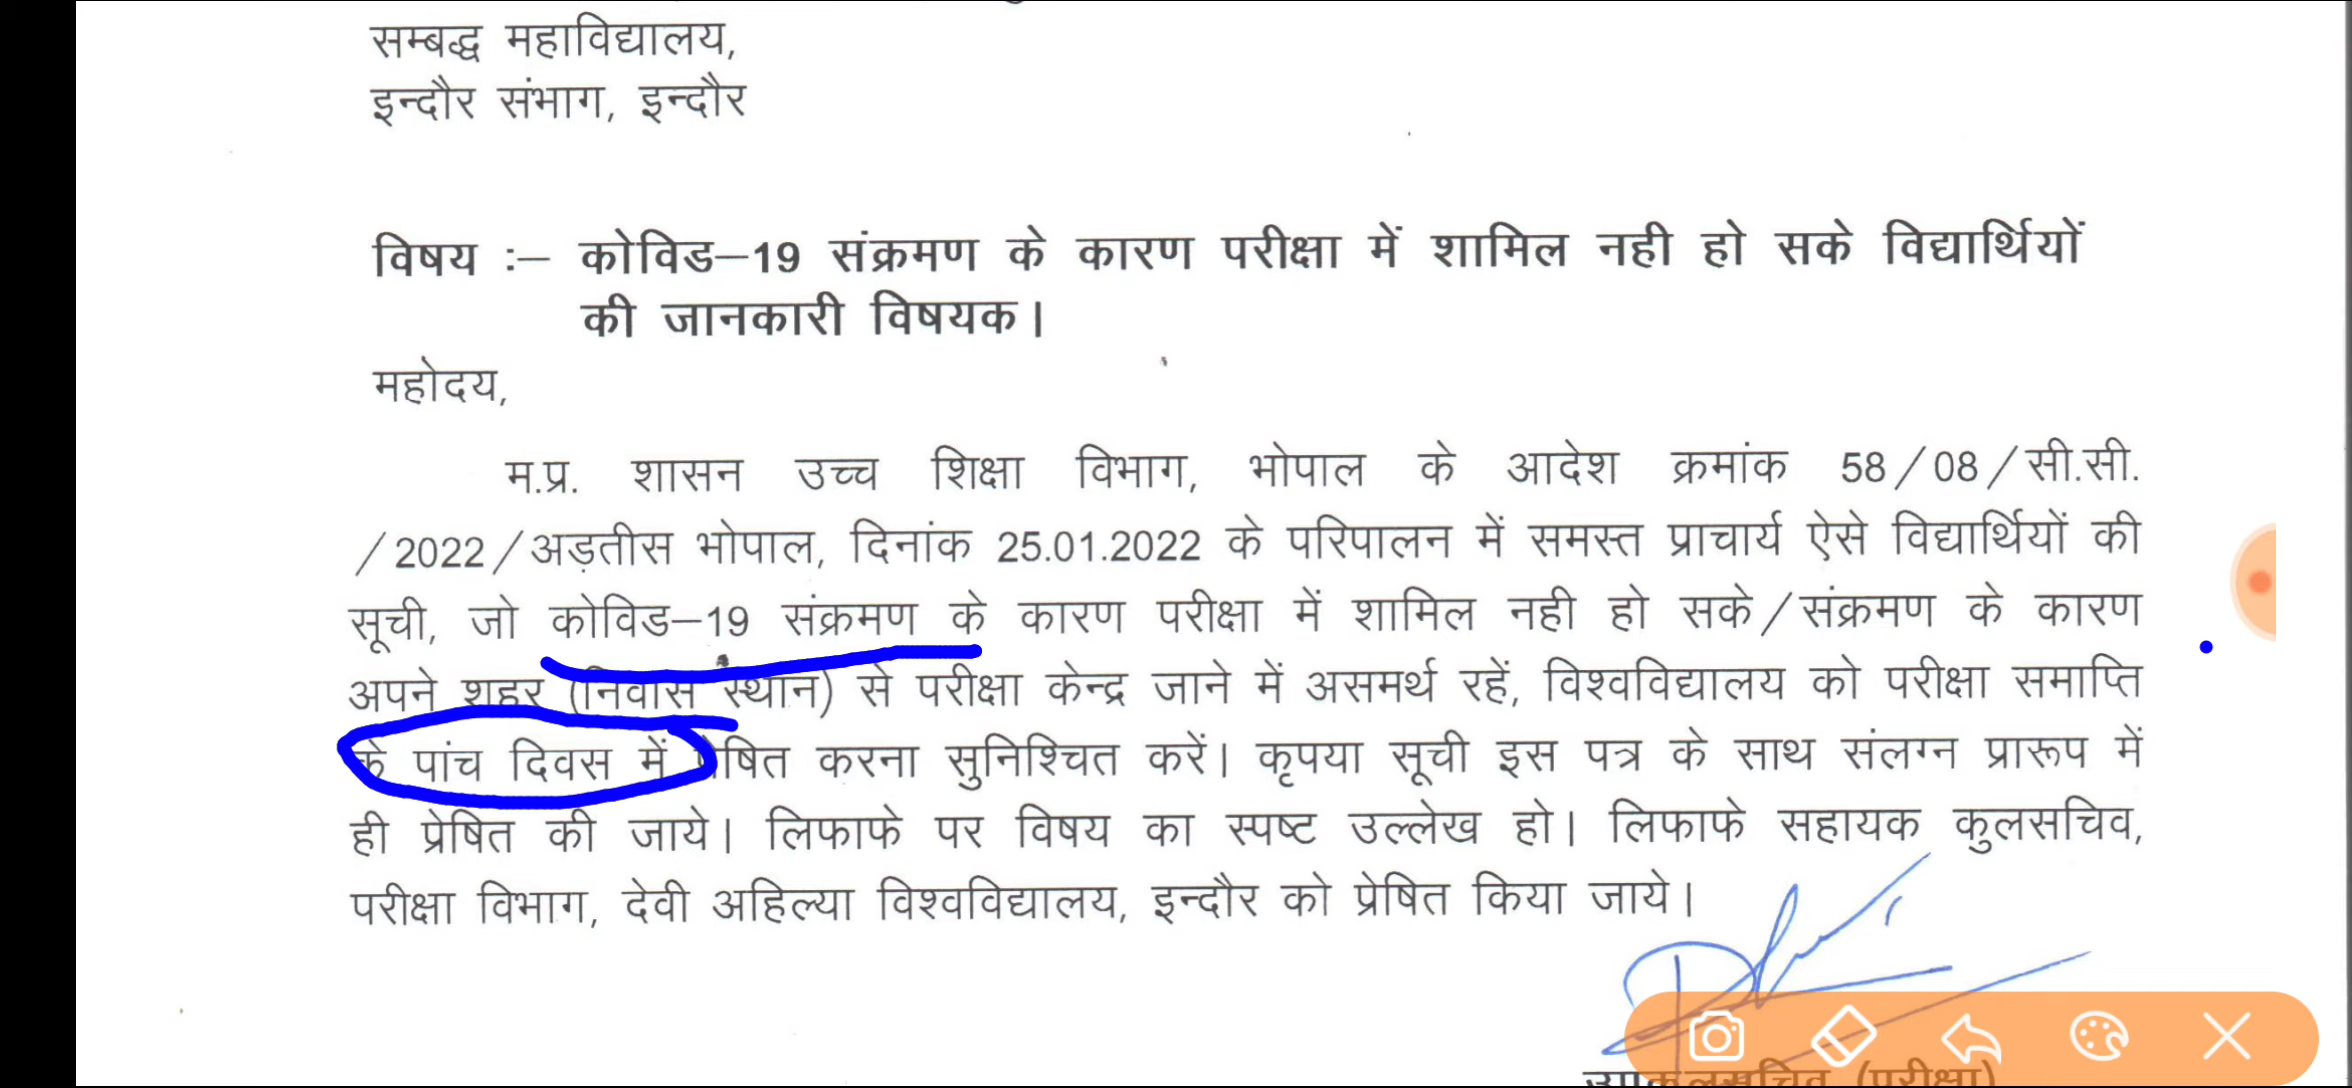 सम्बद्ध महाविद्यालय,
इन्दौर संभाग, इन्दौर
विषय :– कोविड–19 संक्रमण के कारण परीक्षा में शामिल नही हो सके विद्यार्थियों
की जानकारी विषयक।
महोदय,
म.प्र. शासन उच्च शिक्षा विभाग, भोपाल के आदेश क्रमांक 58/08/सी.सी.
/2022/अड़तीस भोपाल, दिनांक 25.01.2022 के परिपालन में समस्त प्राचार्य ऐसे विद्यार्थियों की
सूची, जो कोविड–19 संक्रमण के कारण परीक्षा में शामिल नही हो सके/संक्रमण के कारण
अपने शहर (निवास स्थान) से परीक्षा केन्द्र जाने में असमर्थ रहें, विश्वविद्यालय को परीक्षा समाप्ति
के पांच दिवस में प्रेषित करना सुनिश्चित करें। कृपया सूची इस पत्र के साथ संलग्न प्रारूप में
ही प्रेषित की जाये। लिफाफे पर विषय का स्पष्ट उल्लेख हो। लिफाफे सहायक कुलसचिव,
परीक्षा विभाग, देवी अहिल्या विश्वविद्यालय, इन्दौर को प्रेषित किया जाये।
(परीक्षा)